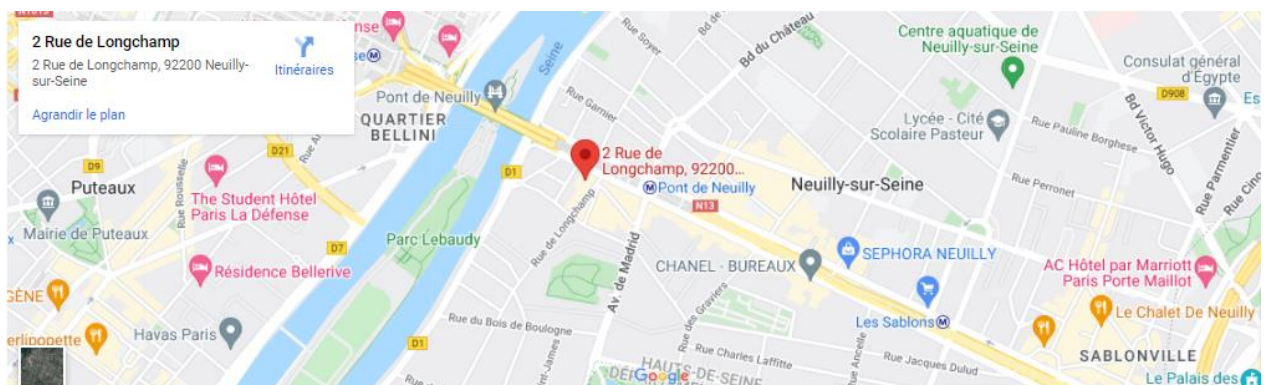 2 Rue de Longchamp
2 Rue de Longchamp, 92200 Neuilly-
sur-Seine
Itinéraires
Agrandir le plan
Pont de Neuilly
QUARTIER
BELLINI
Seine
Rue Soyer
Bd du Château
Rue Garnier
Centre aquatique de
Neuilly-sur-Seine
Consulat général
d'Égypte
D908
Lycée - Cité
Scolaire Pasteur
Rue Pauline Borghese
Bd Victor Hugo
Rue Parmentier
D9
D21
D1
Puteaux
Rue Rousselle
The Student Hôtel
Paris La Défense
Mairie de Puteaux
D7
Parc Lebaudy
Résidence Bellerive
2 Rue de
Longchamp, 92200...
Pont de Neuilly
N13
Neuilly-sur-Seine
Rue Perronet
Rue de Longchamp
Av. de Madrid
CHANEL - BUREAUX
SEPHORA NEUILLY
AC Hôtel par Marriott
Paris Porte Maillot
Le Chalet De Neuilly
Les Sablons
Rue des Graviers
Rue du Bois de Boulogne
Havas Paris
D1
Rue Charles Laffitte
Rue Ancelle
Rue Jacques Dulud
SABLONVILLE
HAUTS-DE-SEINE
Google
Le Palais des